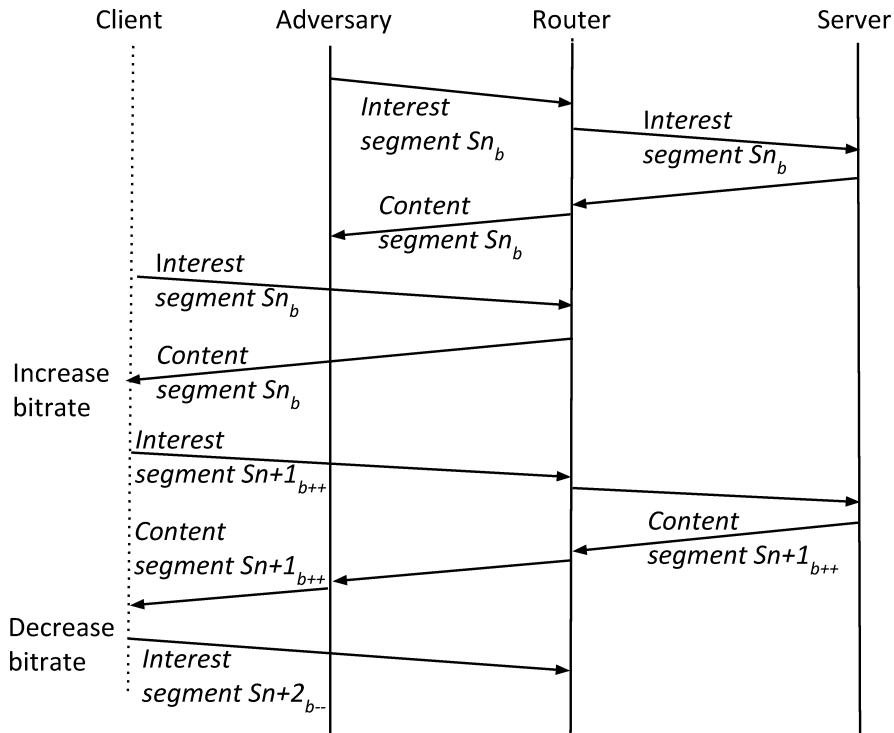 Client
Adversary
Router
Server
Interest
segment Sn_b
Interest
segment Sn_b
Content
segment Sn_b
Interest
segment Sn_b
Content
segment Sn_b
Increase
bitrate
Interest
segment Sn+1_b++
Content
segment Sn+1_b++
Content
segment Sn+1_b++
Decrease
bitrate
Interest
segment Sn+2_b--